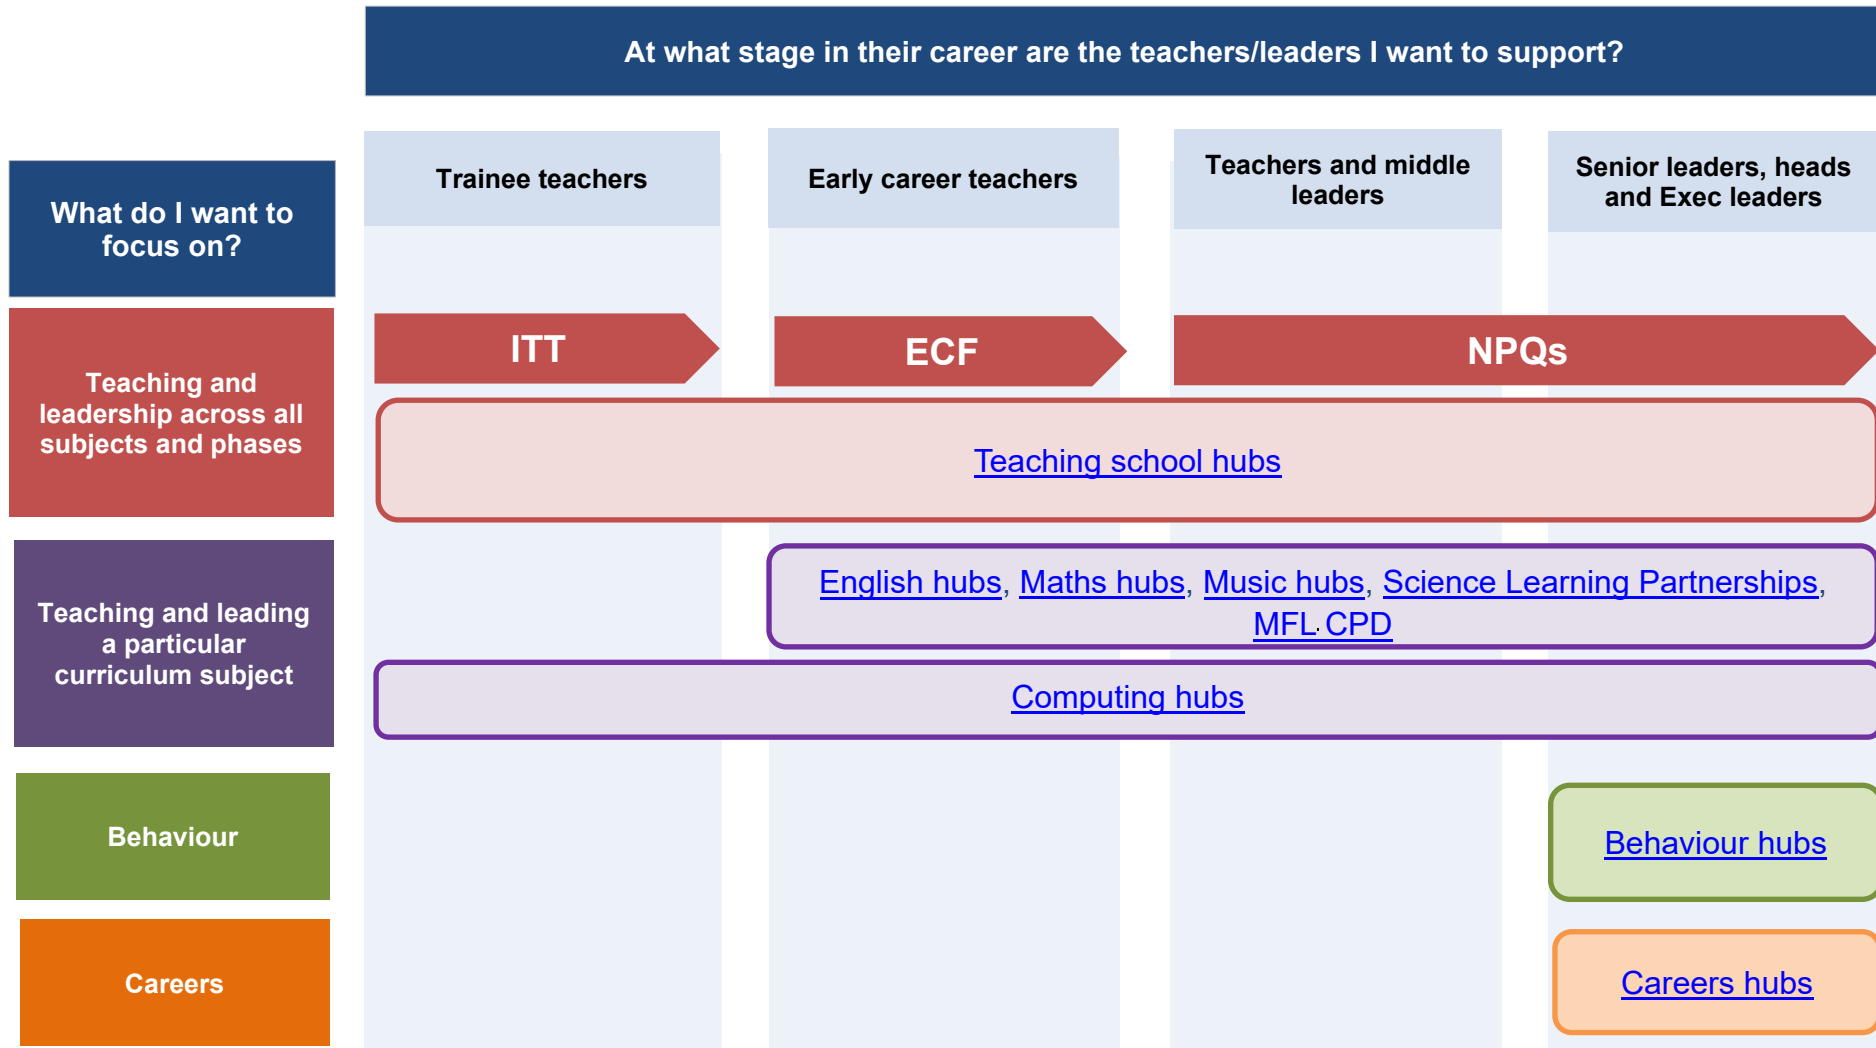 At what stage in their career are the teachers/leaders I want to support?
What do I want to
focus on?
Trainee teachers
Early career teachers
Teachers and middle
leaders
Senior leaders, heads
and Exec leaders
Teaching and
leadership across all
subjects and phases
ITT
ECF
NPQs
Teaching school hubs
Teaching and leading
a particular
curriculum subject
English hubs, Maths hubs, Music hubs, Science Learning Partnerships,
MFL CPD
Computing hubs
Behaviour
Behaviour hubs
Careers
Careers hubs